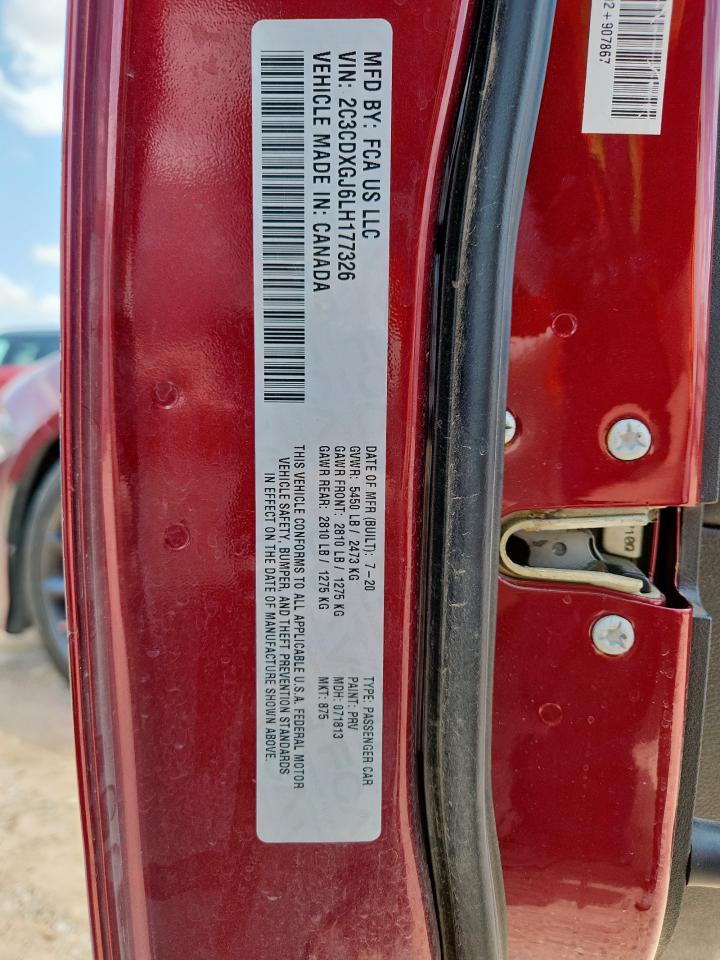 MFD BY: FCA US LLC
VIN: 2C3CDXGJ6LH177326
VEHICLE MADE IN: CANADA
DATE OF MFR (BUILT): 7-20
GVWR: 5450 LB / 2473 KG
GAWR FRONT: 2810 LB / 1275 KG
GAWR REAR: 2810 LB / 1275 KG
THIS VEHICLE CONFORMS TO ALL APPLICABLE U.S.A. FEDERAL MOTOR
VEHICLE SAFETY, BUMPER, AND THEFT PREVENTION STANDARDS
IN EFFECT ON THE DATE OF MANUFACTURE SHOWN ABOVE.
TYPE: PASSENGER CAR
PAINT: PRV
MDH: 071813
MKT: 875
2+907867